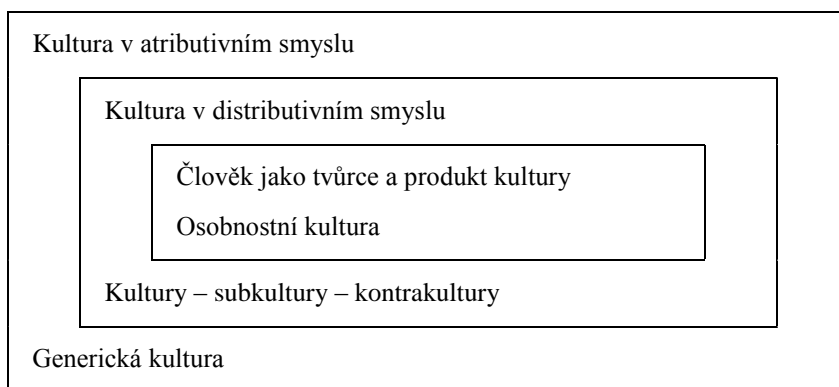 Kultura v atributivním smyslu
Kultura v distributivním smyslu
Člověk jako tvůrce a produkt kultury
Osobnostní kultura
Kultury – subkultury – kontrakultury
Generická kultura